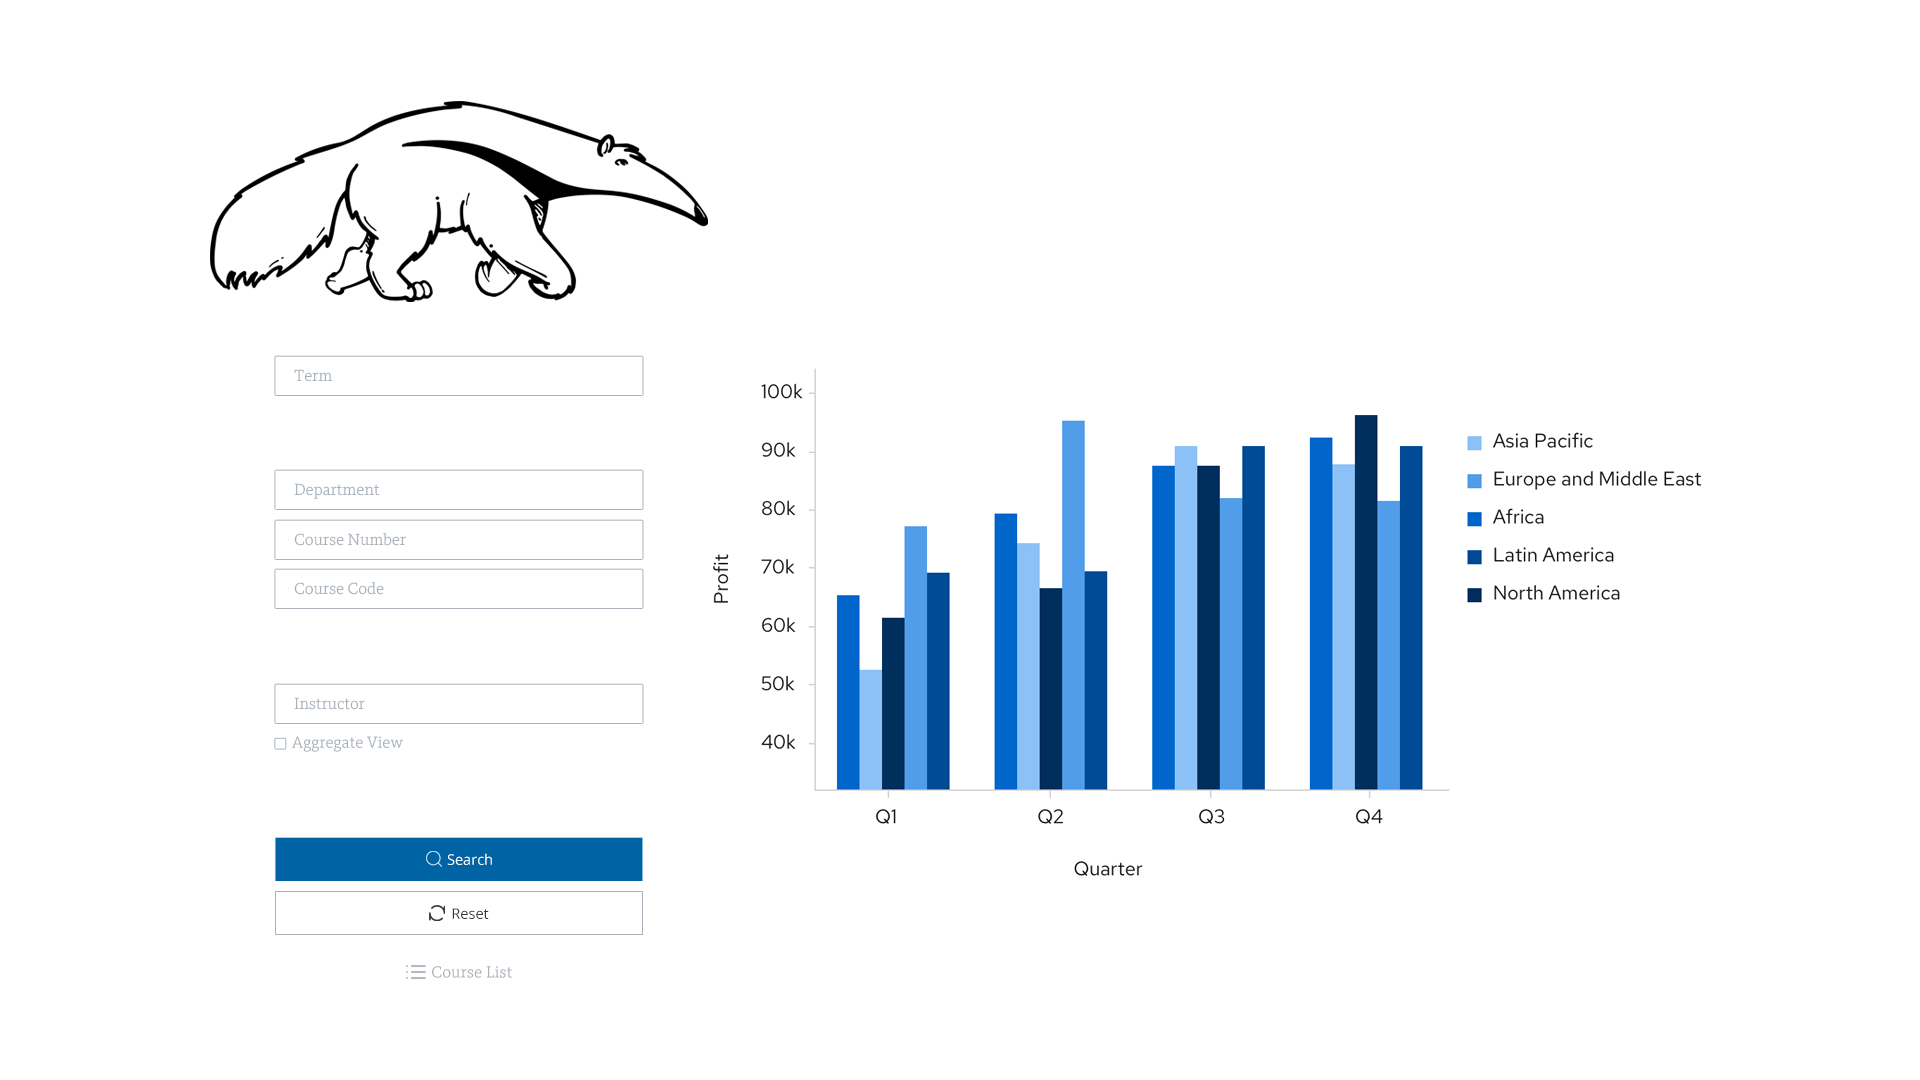 Term
Department
Course Number
Course Code
Instructor
Aggregate View
Search
Reset
Course List
Profit
100k
90k
80k
70k
60k
50k
40k
Q1 Q2 Q3 Q4
Quarter
Asia Pacific
Europe and Middle East
Africa
Latin America
North America